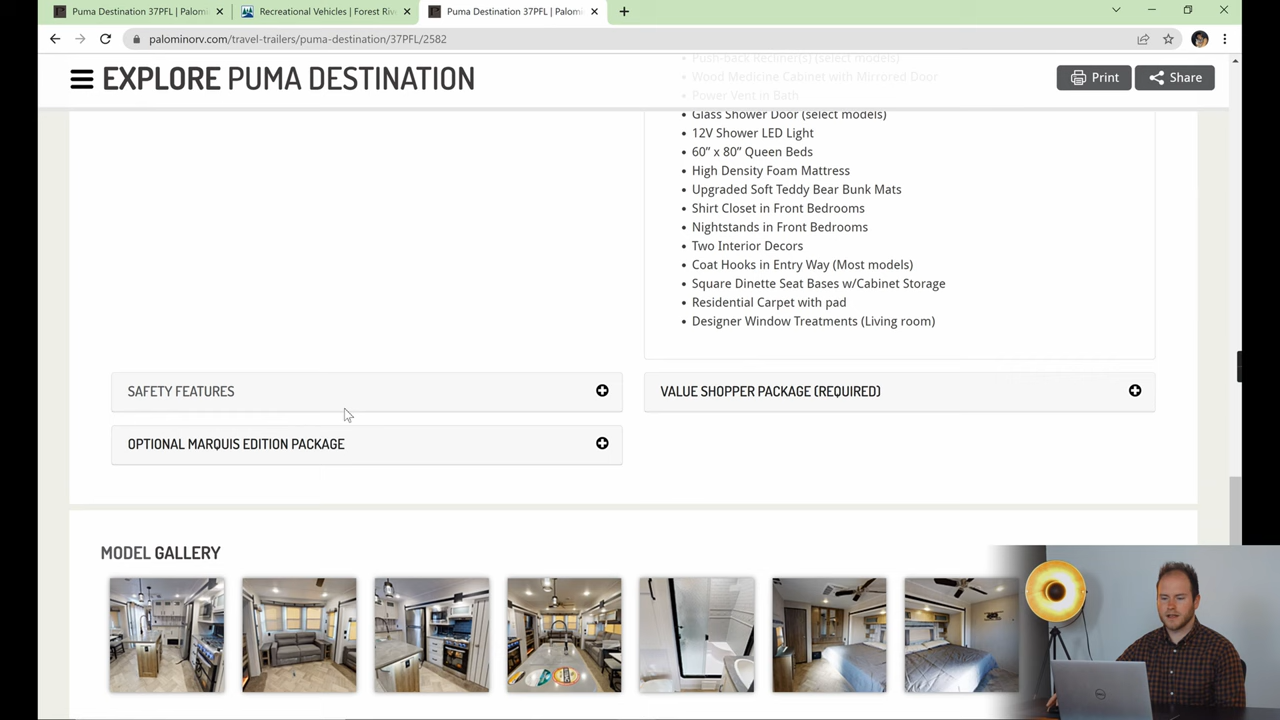 Puma Destination 37PFL | Palomi
Recreational Vehicles | Forest Riv
Puma Destination 37PFL | Palomin
palominorv.com/travel-trailers/puma-destination/37PFL/2582
EXPLORE PUMA DESTINATION
Print
Share
• Push-back Recliner(s) (select models)
• Wood Medicine Cabinet with Mirrored Door
• Power Vent in Bath
• Glass Shower Door (select models)
• 12V Shower LED Light
• 60” x 80” Queen Beds
• High Density Foam Mattress
• Upgraded Soft Teddy Bear Bunk Mats
• Shirt Closet in Front Bedrooms
• Nightstands in Front Bedrooms
• Two Interior Decors
• Coat Hooks in Entry Way (Most models)
• Square Dinette Seat Bases w/Cabinet Storage
• Residential Carpet with pad
• Designer Window Treatments (Living room)
SAFETY FEATURES
VALUE SHOPPER PACKAGE (REQUIRED)
OPTIONAL MARQUIS EDITION PACKAGE
MODEL GALLERY